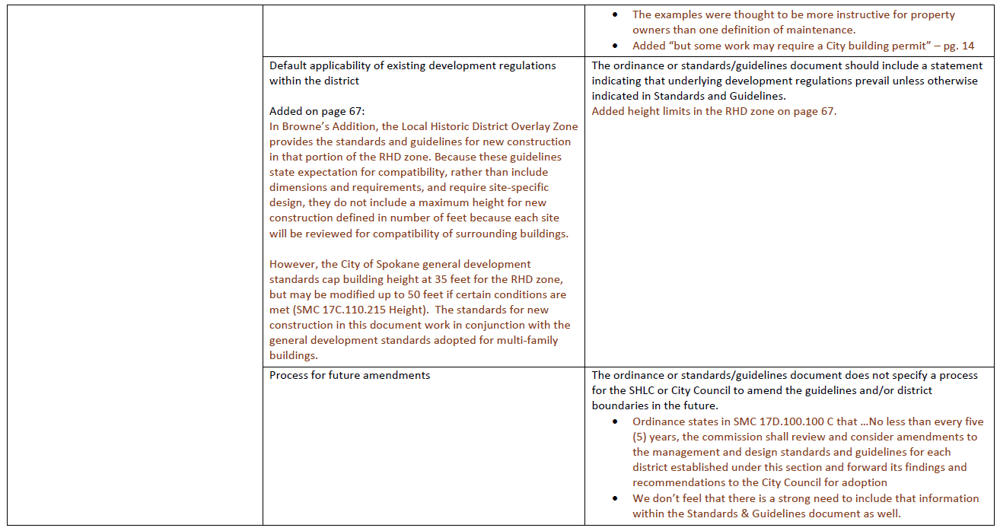 • The examples were thought to be more instructive for property
owners than one definition of maintenance.
• Added “but some work may require a City building permit” – pg. 14
Default applicability of existing development regulations
within the district
Added on page 67:
In Browne’s Addition, the Local Historic District Overlay Zone
provides the standards and guidelines for new construction
in that portion of the RHD zone. Because these guidelines
state expectation for compatibility, rather than include
dimensions and requirements, and require site-specific
design, they do not include a maximum height for new
construction defined in number of feet because each site
will be reviewed for compatibility of surrounding buildings.
However, the City of Spokane general development
standards cap building height at 35 feet for the RHD zone,
but may be modified up to 50 feet if certain conditions are
met (SMC 17C.110.215 Height).  The standards for new
construction in this document work in conjunction with the
general development standards adopted for multi-family
buildings.
The ordinance or standards/guidelines document should include a statement
indicating that underlying development regulations prevail unless otherwise
indicated in Standards and Guidelines.
Added height limits in the RHD zone on page 67.
Process for future amendments
The ordinance or standards/guidelines document does not specify a process
for the SHLC or City Council to amend the guidelines and/or district
boundaries in the future.
• Ordinance states in SMC 17D.100.100 C that …No less than every five
(5) years, the commission shall review and consider amendments to
the management and design standards and guidelines for each
district established under this section and forward its findings and
recommendations to the City Council for adoption
• We don’t feel that there is a strong need to include that information
within the Standards & Guidelines document as well.